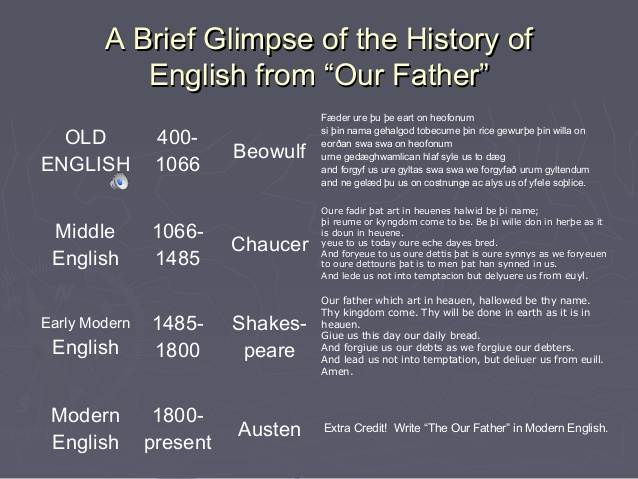 A Brief Glimpse of the History of
English from “Our Father”
OLD
ENGLISH
400-
1066
Beowulf
Fæder ure þu þe eart on heofonum
si þin nama gehalgod tobecume þin rice gewurþe þin willa on
eorðan swa swa on heofonum
urne gedæghwamlican hlaf syle us to dæg
and forgyf us ure gyltas swa swa we forgyfað urum gyltendum
and ne gelæd þu us on costnunge ac alys us of yfele soþlice.
Middle
English
1066-
1485
Chaucer
Oure fadir þat art in heuenes halwid be þi name;
þi reume or kyngdom come to be. Be þi wille don in herþe as it
is doun in heuene.
yeue to us today oure eche dayes bred.
And foryeue to us oure dettis þat is oure synnys as we foryeuen
to oure dettouris þat is to men þat han synned in us.
And lede us not into temptacion but delyuere us from euyl.
Early Modern
English
1485-
1800
Shakes-
peare
Our father which art in heauen, hallowed be thy name.
Thy kingdom come. Thy will be done in earth as it is in
heauen.
Giue us this day our daily bread.
And forgiue us our debts as we forgiue our debters.
And lead us not into temptation, but deliuer us from euill.
Amen.
Modern
English
1800-
present
Austen
Extra Credit! Write “The Our Father” in Modern English.